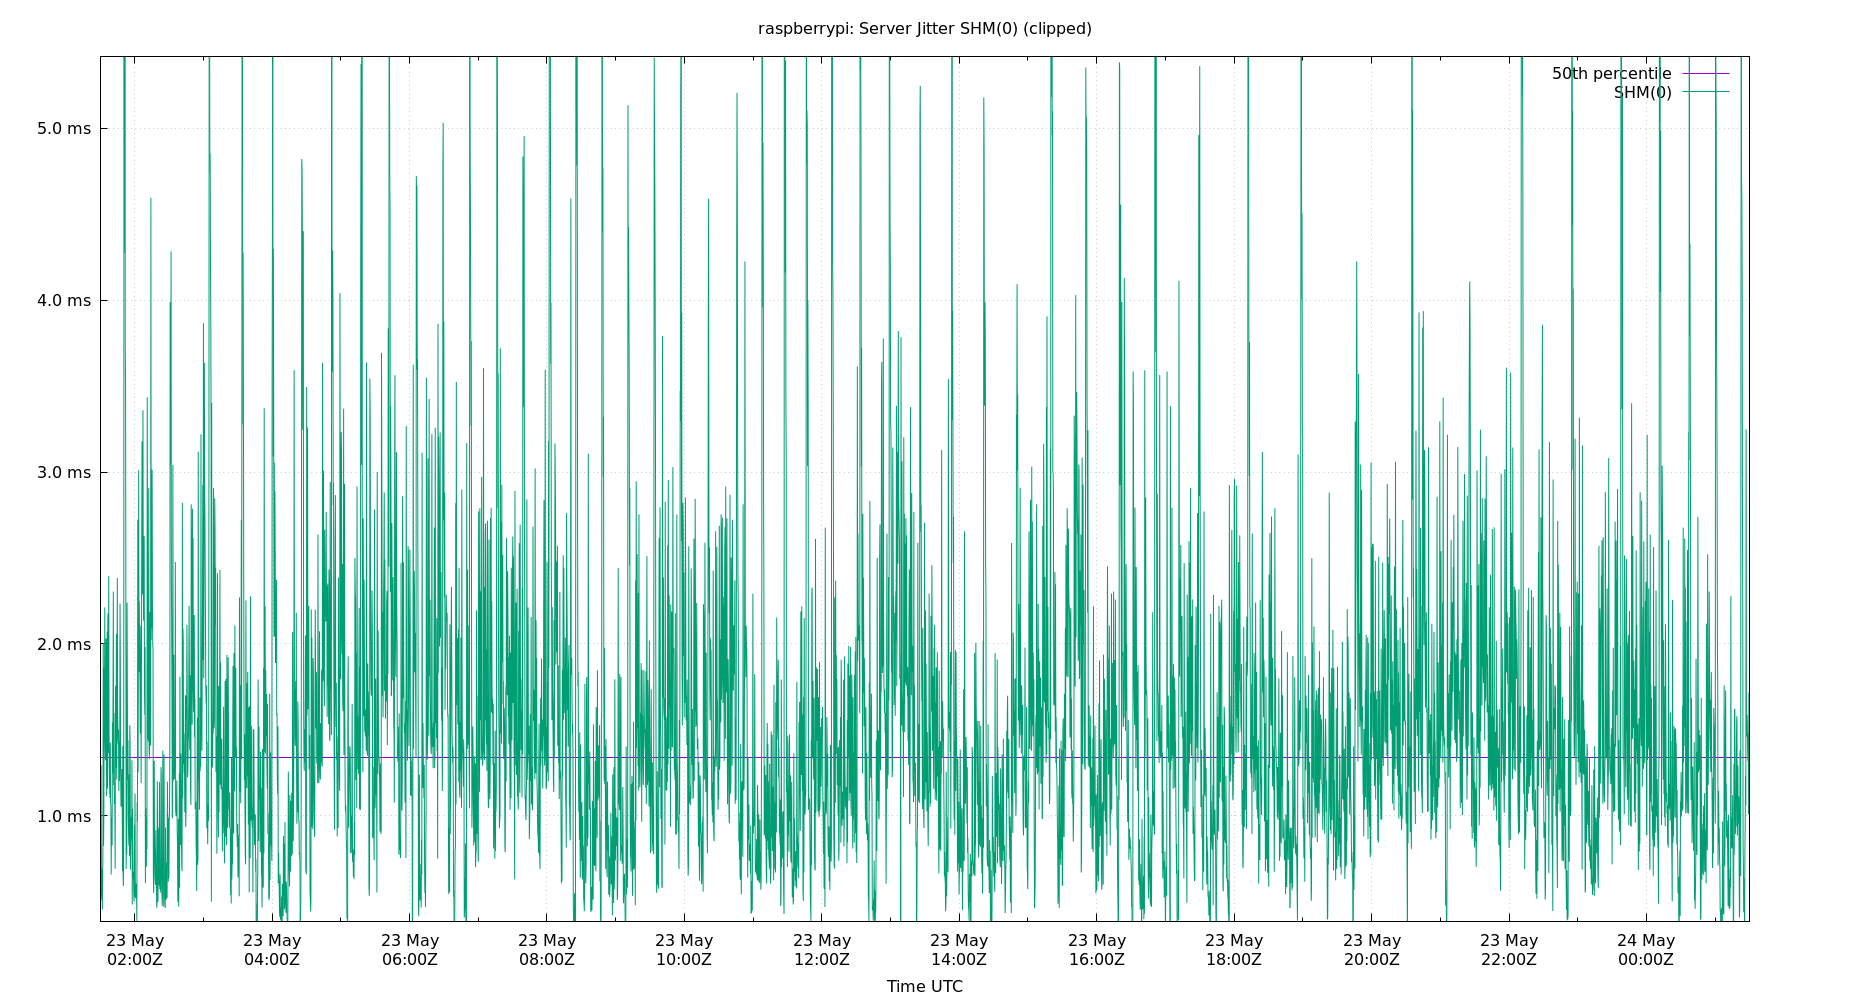 raspberrypi: Server Jitter SHM(0) (clipped)
50th percentile
SHM(0)
5.0 ms
4.0 ms
3.0 ms
2.0 ms
1.0 ms
23 May 23 May 23 May 23 May 23 May 23 May 23 May 23 May 23 May 23 May 23 May 24 May
02:00Z 04:00Z 06:00Z 08:00Z 10:00Z 12:00Z 14:00Z 16:00Z 18:00Z 20:00Z 22:00Z 00:00Z
Time UTC